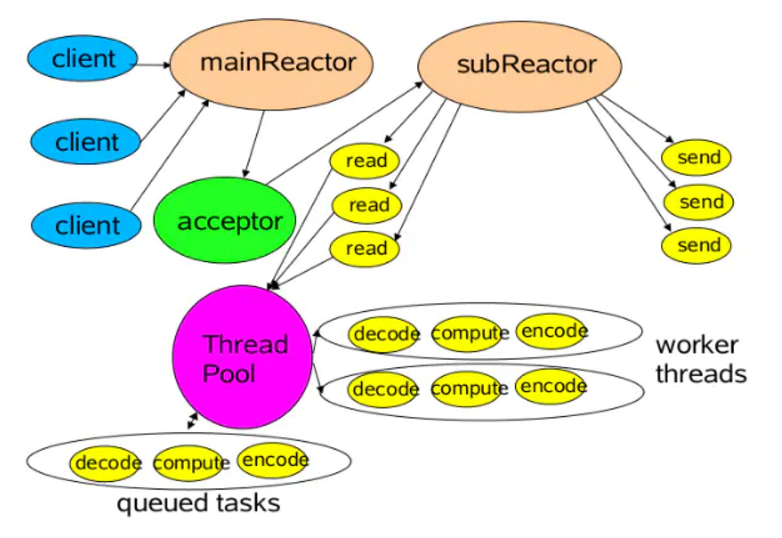 client
mainReactor
subReactor
client
read
send
client
acceptor
read
send
read
send
Thread
Pool
decode
compute
encode
worker
threads
decode
compute
encode
decode
compute
encode
queued tasks